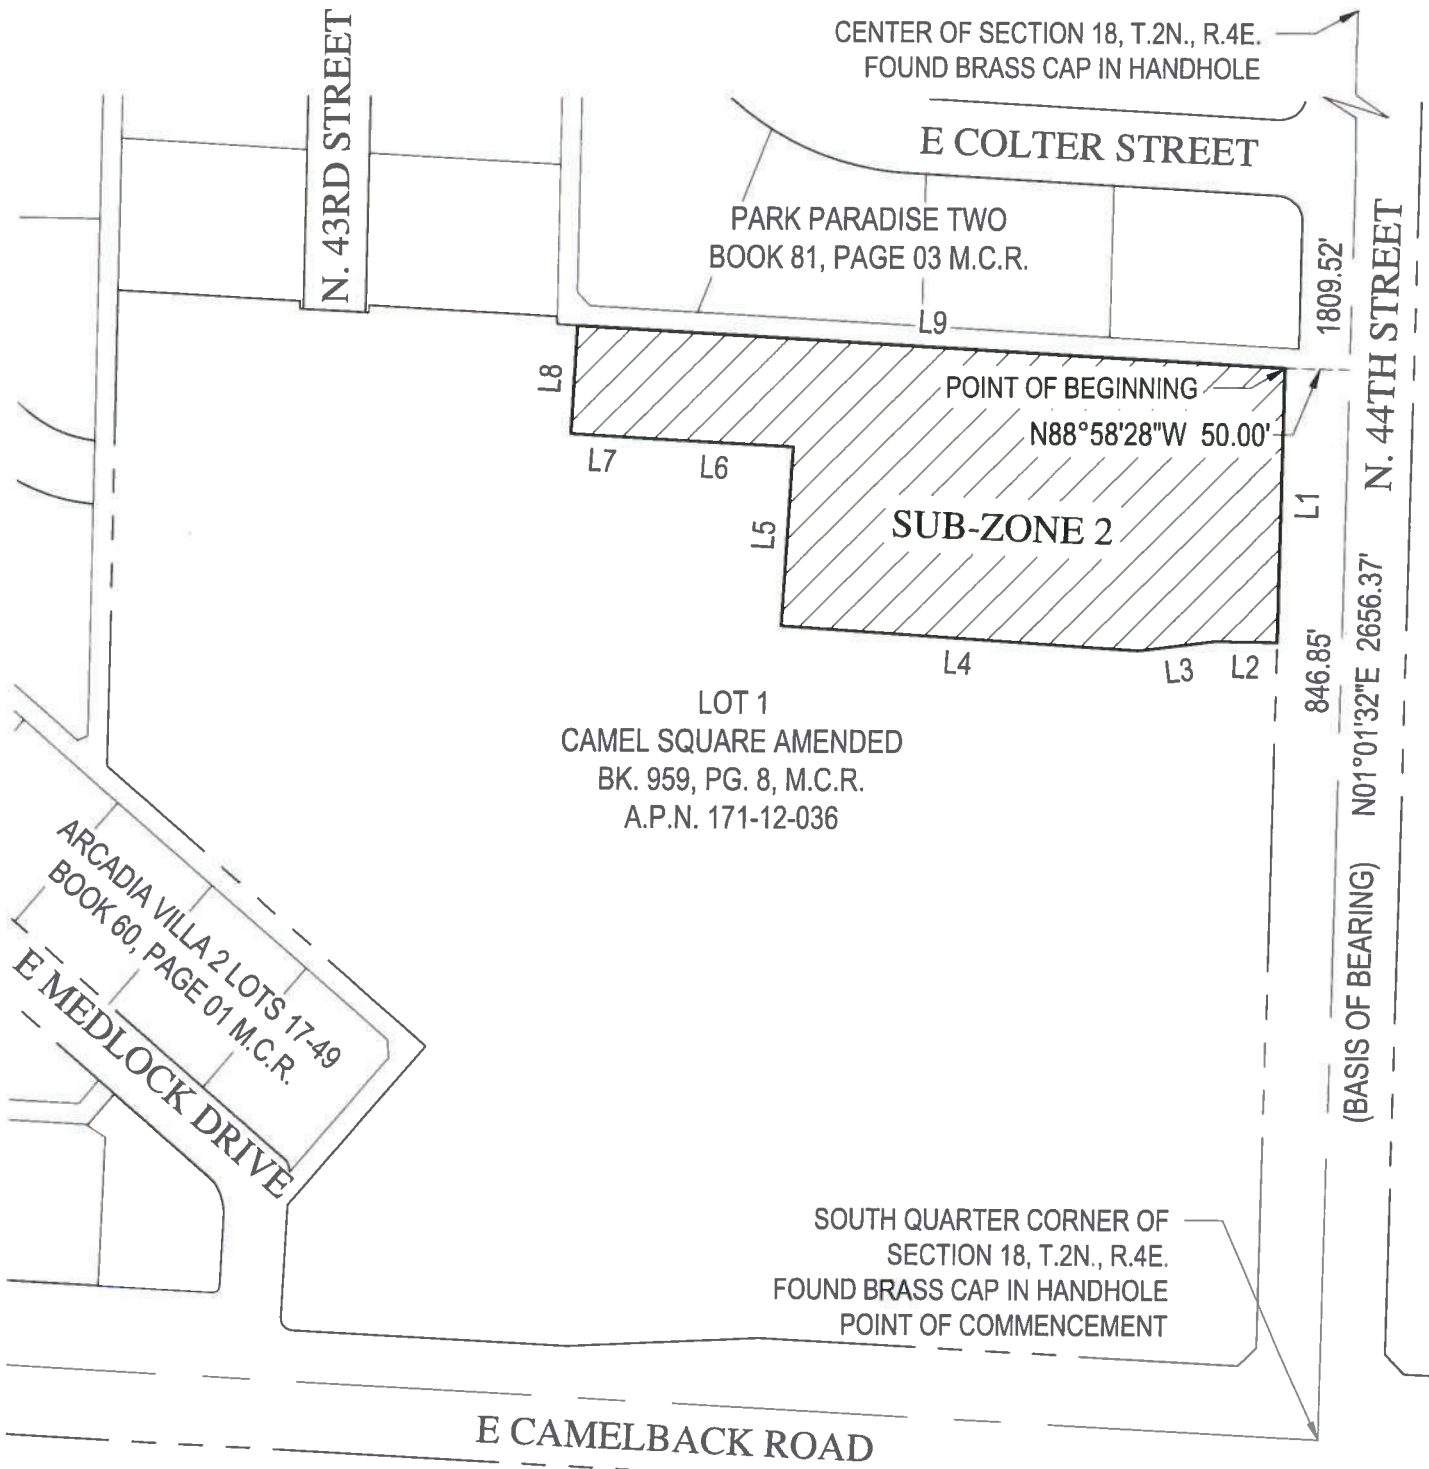 CENTER OF SECTION 18, T.2N., R.4E.
FOUND BRASS CAP IN HANDHOLE
N. 43RD STREET
E COLTER STREET
PARK PARADISE TWO
BOOK 81, PAGE 03 M.C.R.
1809.52'
N. 44TH STREET
L9
L8
POINT OF BEGINNING
N88°58'28"W 50.00'
L7
L6
L1
L5
SUB-ZONE 2
L4
L3
L2
846.85'
N01°01'32"E 2656.37'
(BASIS OF BEARING)
LOT 1
CAMEL SQUARE AMENDED
BK. 959, PG. 8, M.C.R.
A.P.N. 171-12-036
ARCADIA VILLA 2 LOTS 17-49
BOOK 60, PAGE 01 M.C.R.
E MEDLOCK DRIVE
SOUTH QUARTER CORNER OF
SECTION 18, T.2N., R.4E.
FOUND BRASS CAP IN HANDHOLE
POINT OF COMMENCEMENT
E CAMELBACK ROAD